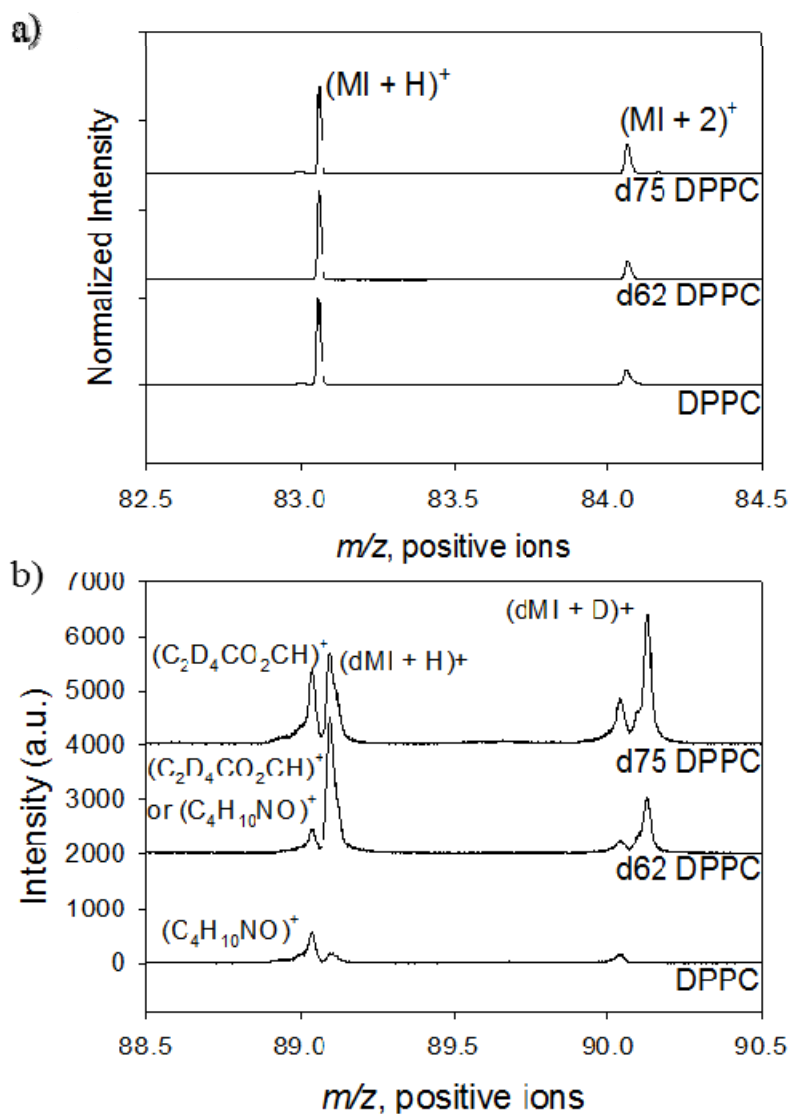 a)
Normalized Intensity
(MI + H)⁺
(MI + 2)⁺
d75 DPPC
d62 DPPC
DPPC
82.5 83.0 83.5 84.0 84.5
m/z, positive ions
b)
Intensity (a.u.)
7000
6000
5000
4000
3000
2000
1000
0
(dMI + D)+
(C₂D₄CO₂CH)⁺
(dMI + H)+
d75 DPPC
(C₂D₄CO₂CH)⁺
or (C₄H₁₀NO)⁺
d62 DPPC
(C₄H₁₀NO)⁺
DPPC
88.5 89.0 89.5 90.0 90.5
m/z, positive ions